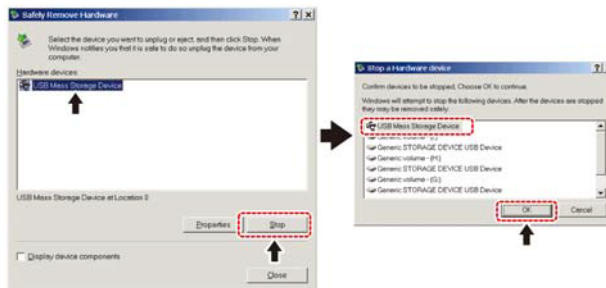 Safely Remove Hardware
Select the device you want to unplug or eject, and then click Stop. When
Windows notifies you that it is safe to do so unplug the device from your
computer.
Hardware devices:
USB Mass Storage Device
USB Mass Storage Device at Location 0
Properties
Stop
Display device components
Close
Stop a Hardware device
Confirm devices to be stopped, Choose OK to continue.
Windows will attempt to stop the following devices. After the devices are stopped
they may be removed safely.
USB Mass Storage Device
Generic volume
Generic STORAGE DEVICE USB Device
Generic volume - (H:)
Generic STORAGE DEVICE USB Device
Generic volume - (G:)
Generic STORAGE DEVICE USB Device
OK
Cancel